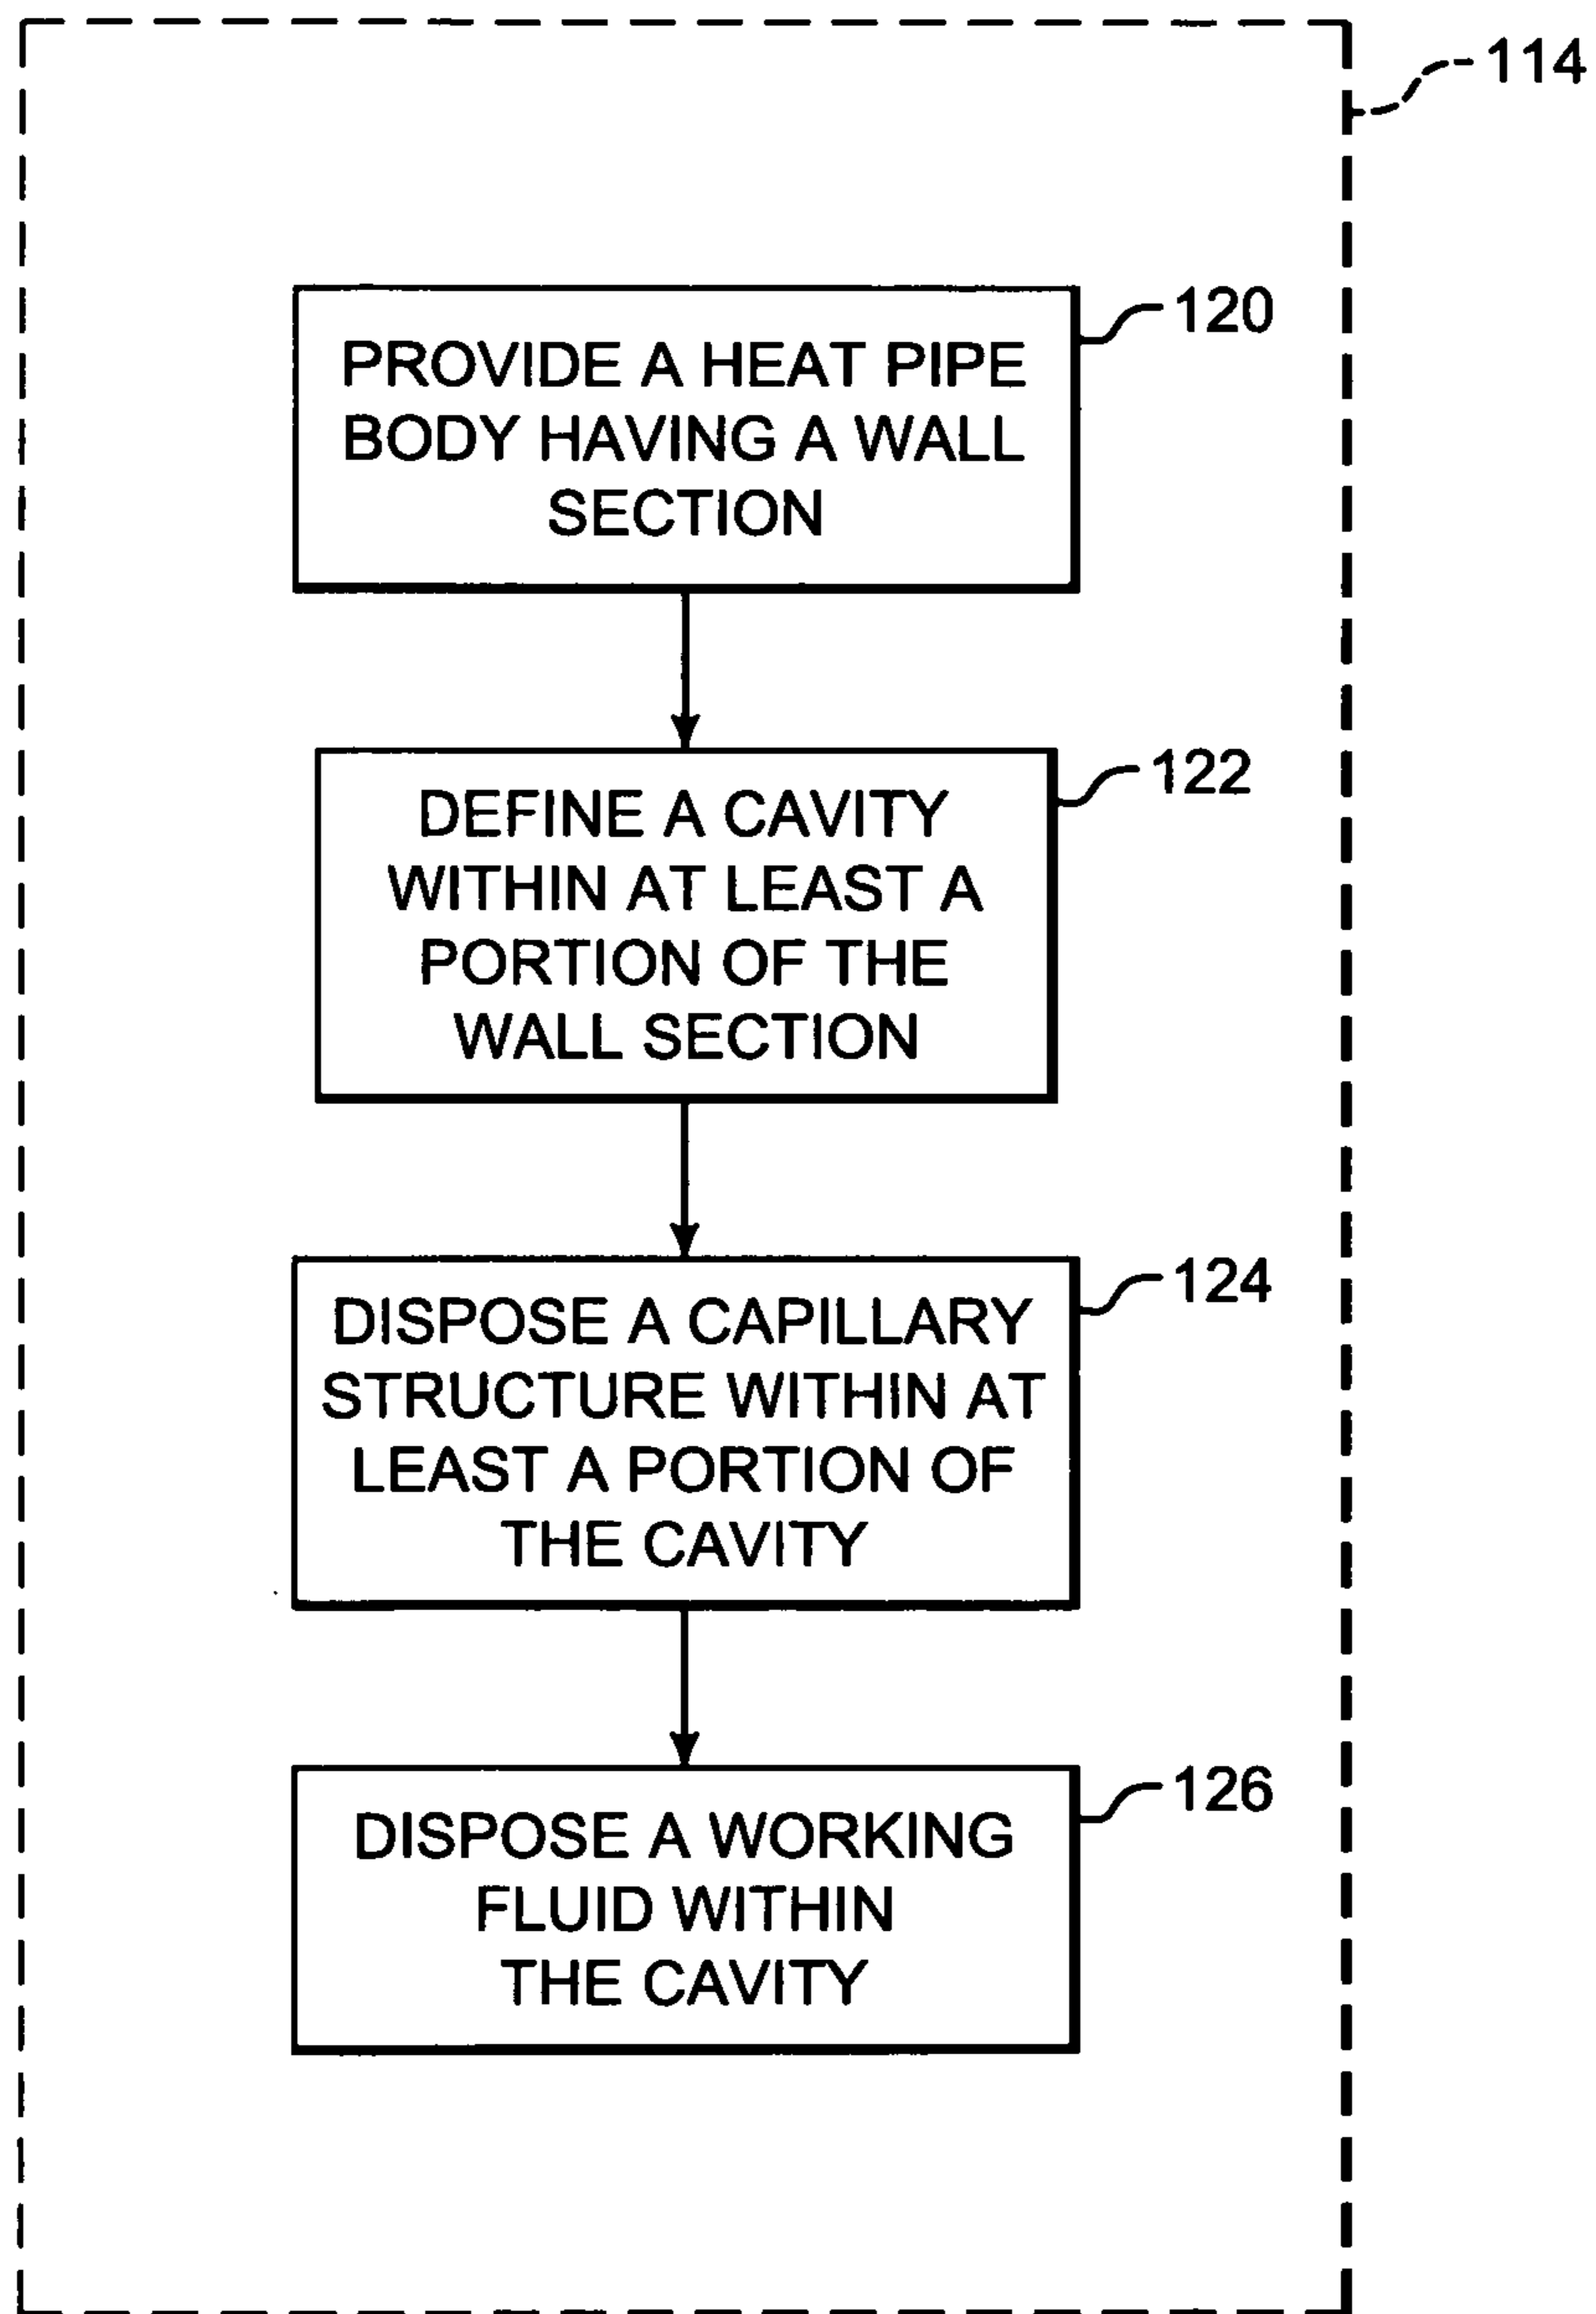 114
120
PROVIDE A HEAT PIPE
BODY HAVING A WALL
SECTION
122
DEFINE A CAVITY
WITHIN AT LEAST A
PORTION OF THE
WALL SECTION
124
DISPOSE A CAPILLARY
STRUCTURE WITHIN AT
LEAST A PORTION OF
THE CAVITY
126
DISPOSE A WORKING
FLUID WITHIN
THE CAVITY